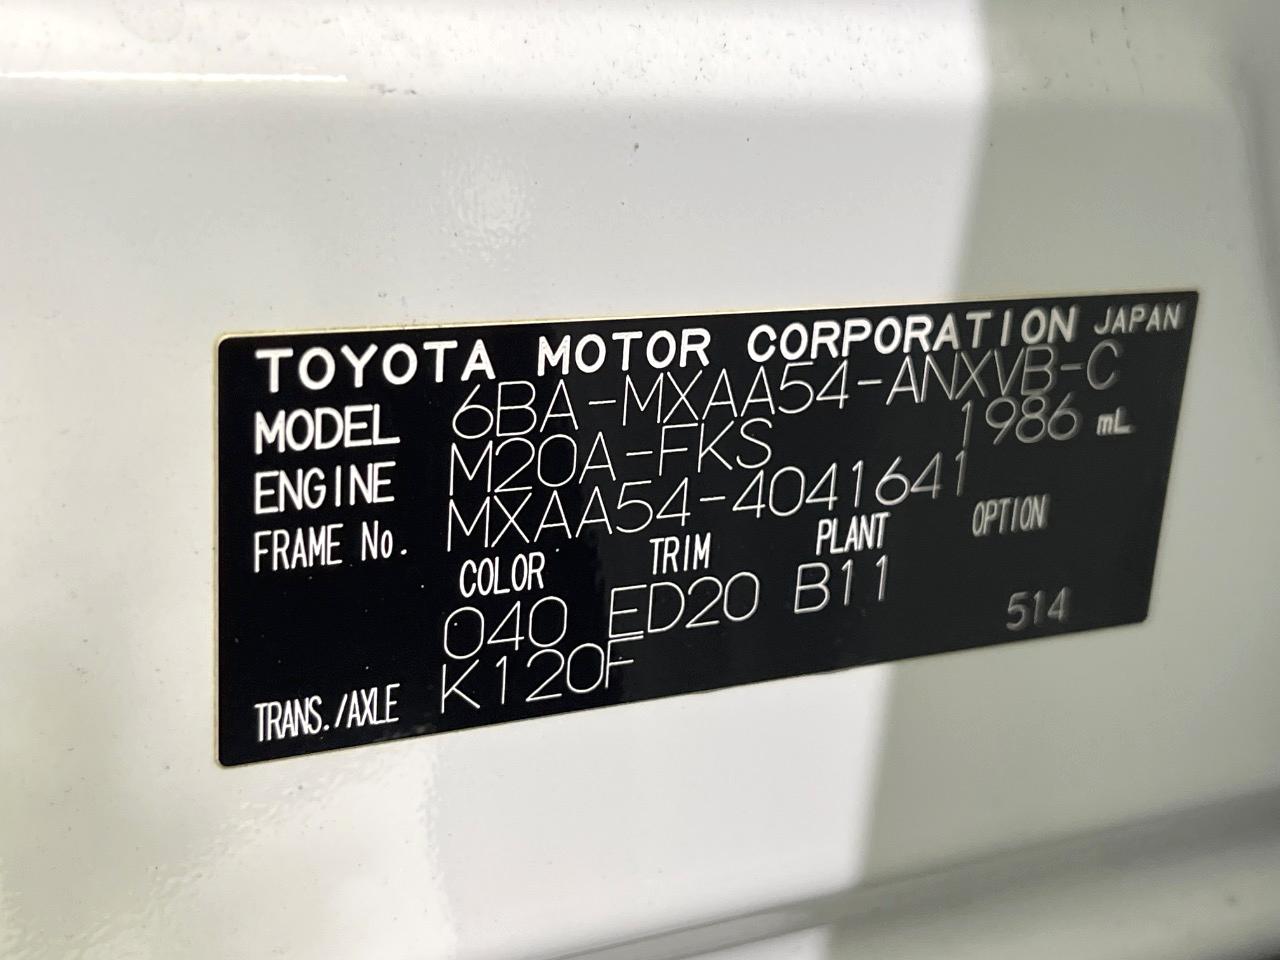 TOYOTA MOTOR CORPORATION JAPAN
MODEL 6BA-MXAA54-ANXVB-C
ENGINE M20A-FKS 1986 mL
FRAME No. MXAA54-4041641
COLOR TRIM PLANT OPTION
040 ED20 B11 514
TRANS./AXLE K120F